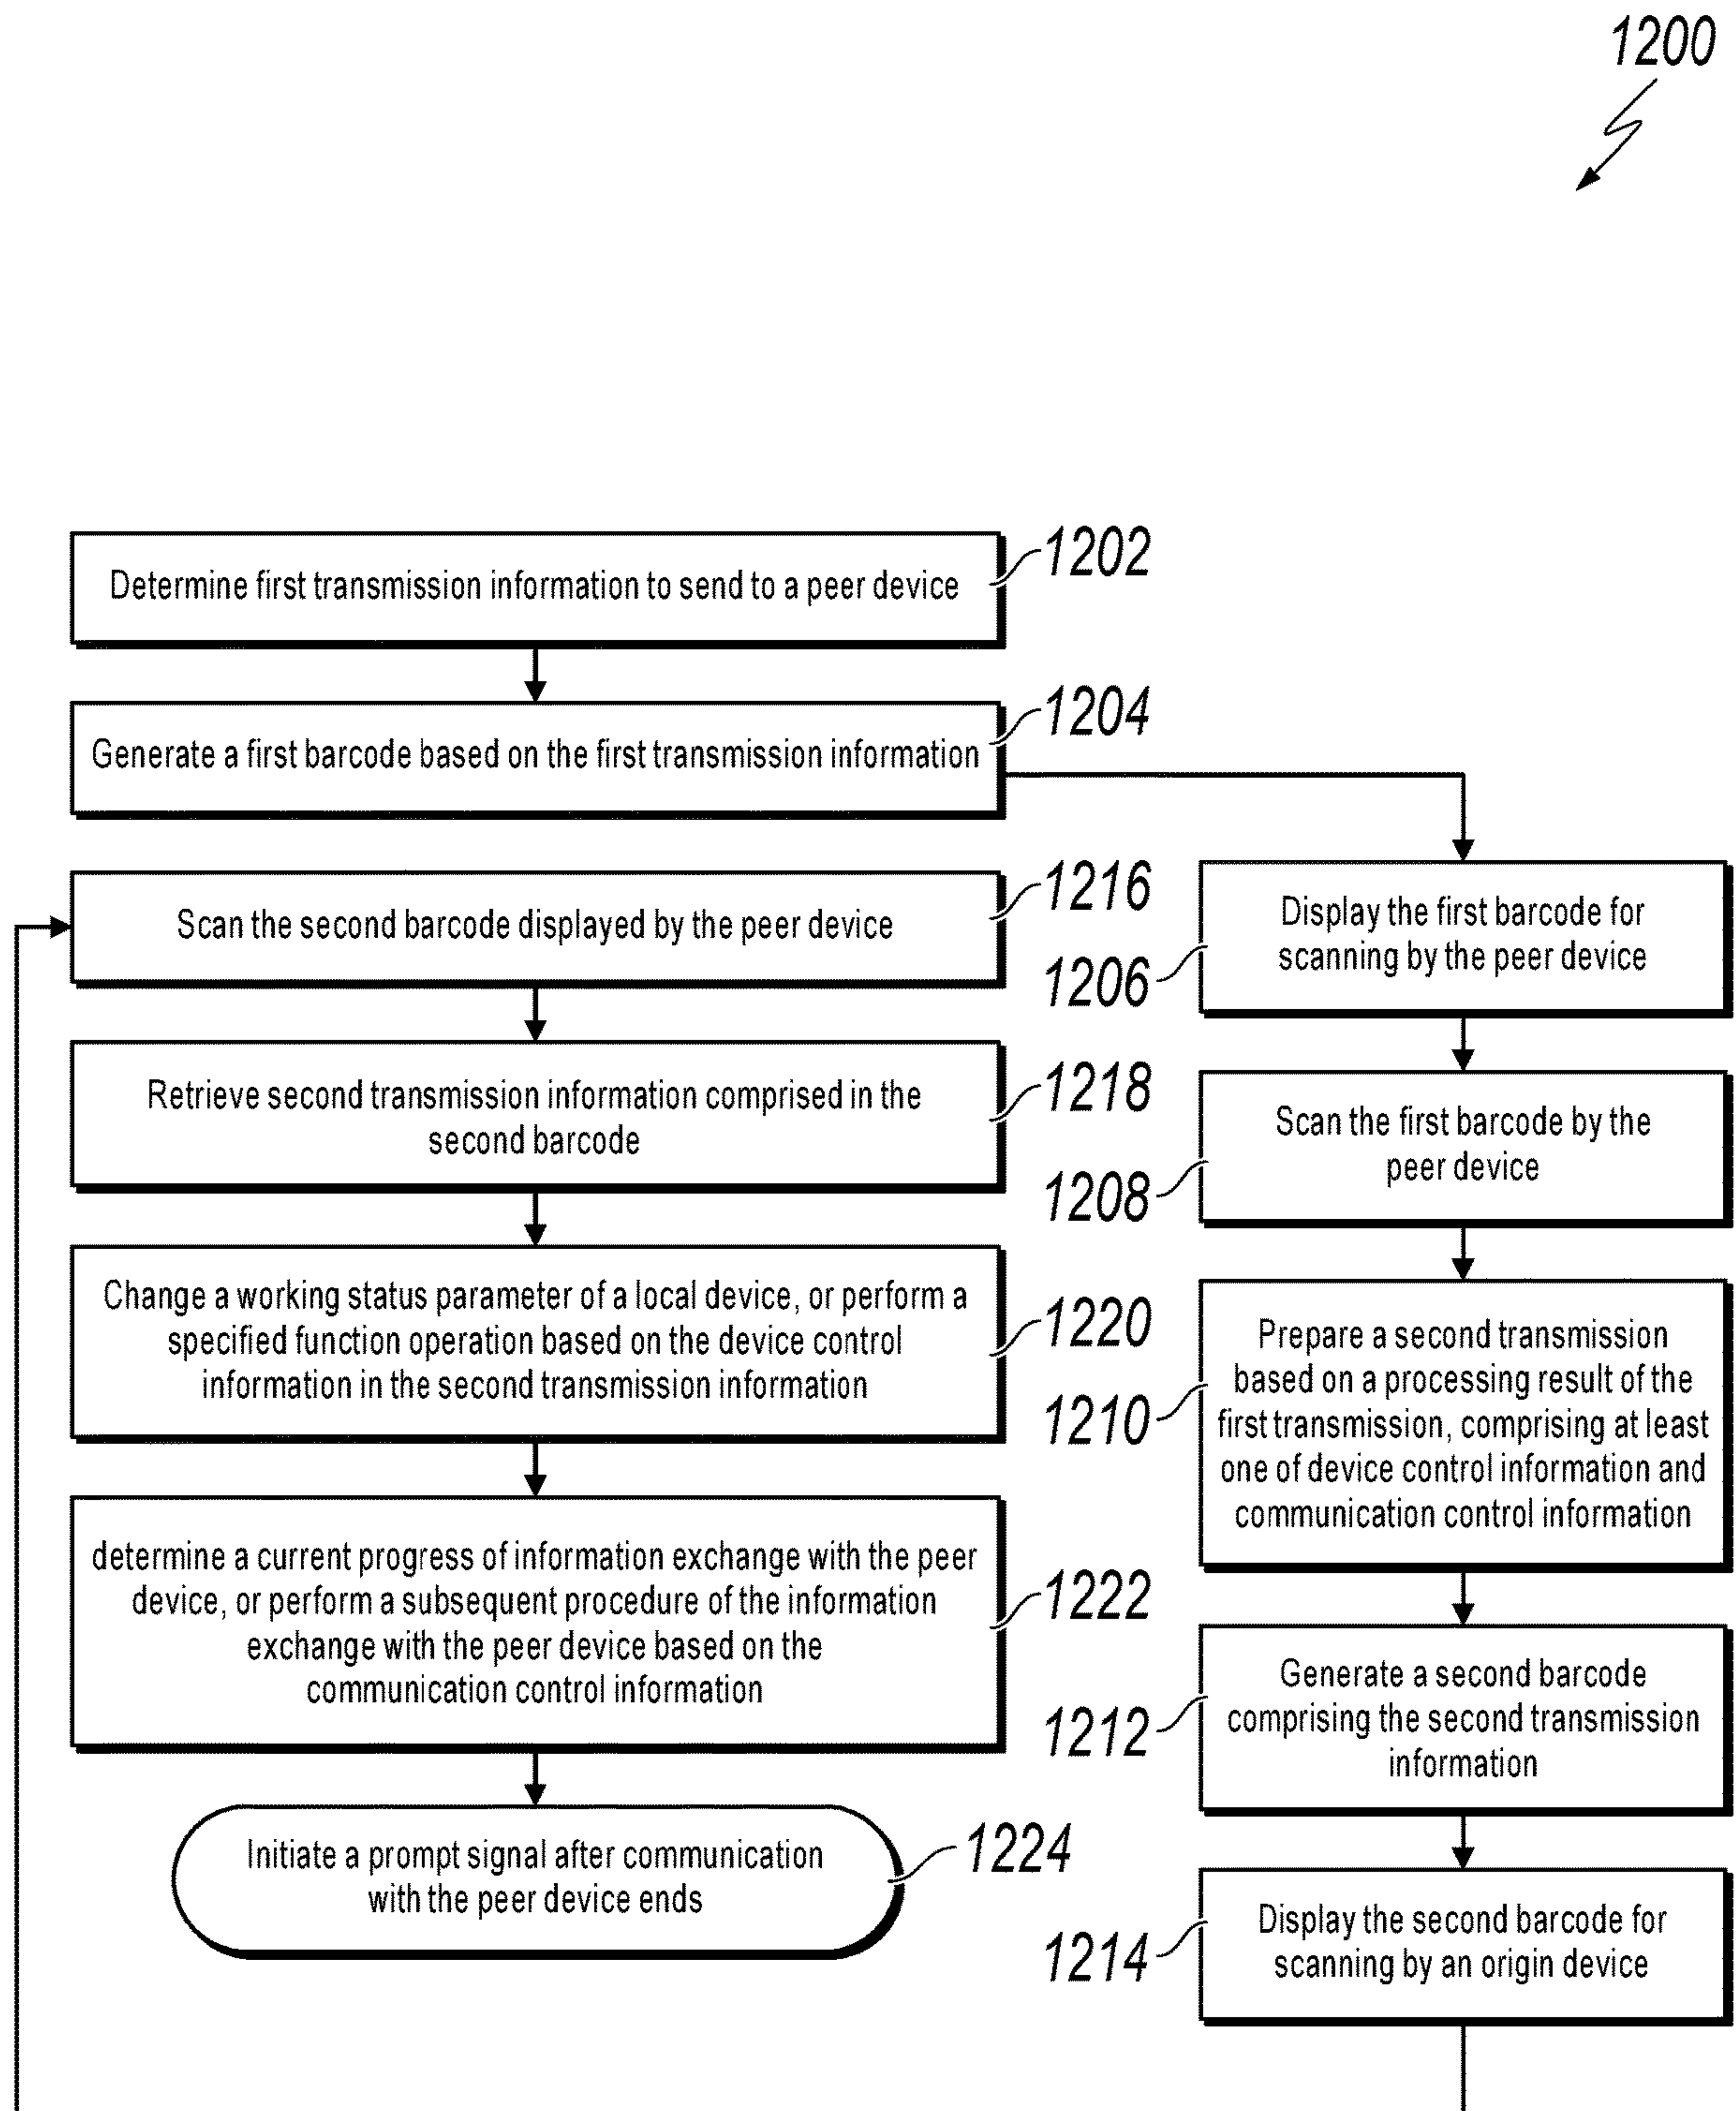 1200
Determine first transmission information to send to a peer device
1202
Generate a first barcode based on the first transmission information
1204
Display the first barcode for
scanning by the peer device
1206
Scan the first barcode by the
peer device
1208
Prepare a second transmission
based on a processing result of the
first transmission, comprising at least
one of device control information and
communication control information
1210
Generate a second barcode
comprising the second transmission
information
1212
Display the second barcode for
scanning by an origin device
1214
Scan the second barcode displayed by the peer device
1216
Retrieve second transmission information comprised in the
second barcode
1218
Change a working status parameter of a local device, or perform a
specified function operation based on the device control
information in the second transmission information
1220
determine a current progress of information exchange with the peer
device, or perform a subsequent procedure of the information
exchange with the peer device based on the
communication control information
1222
Initiate a prompt signal after communication
with the peer device ends
1224